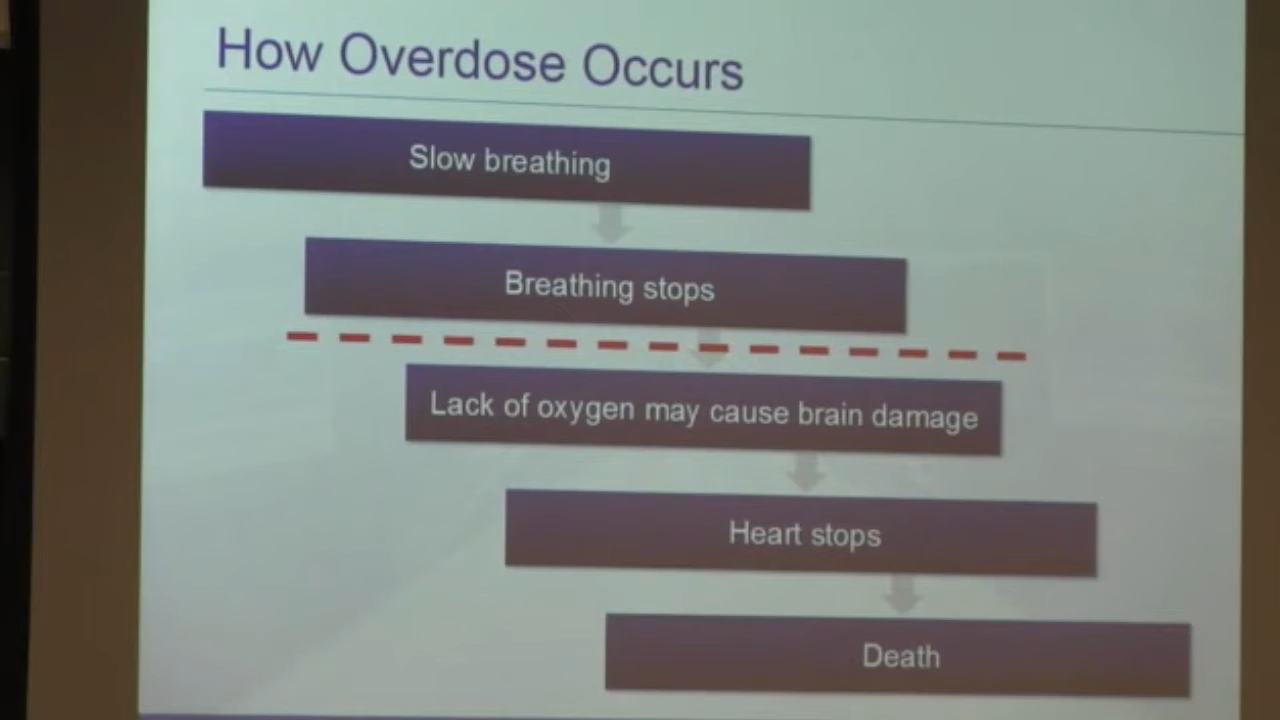 How Overdose Occurs
Slow breathing
Breathing stops
Lack of oxygen may cause brain damage
Heart stops
Death